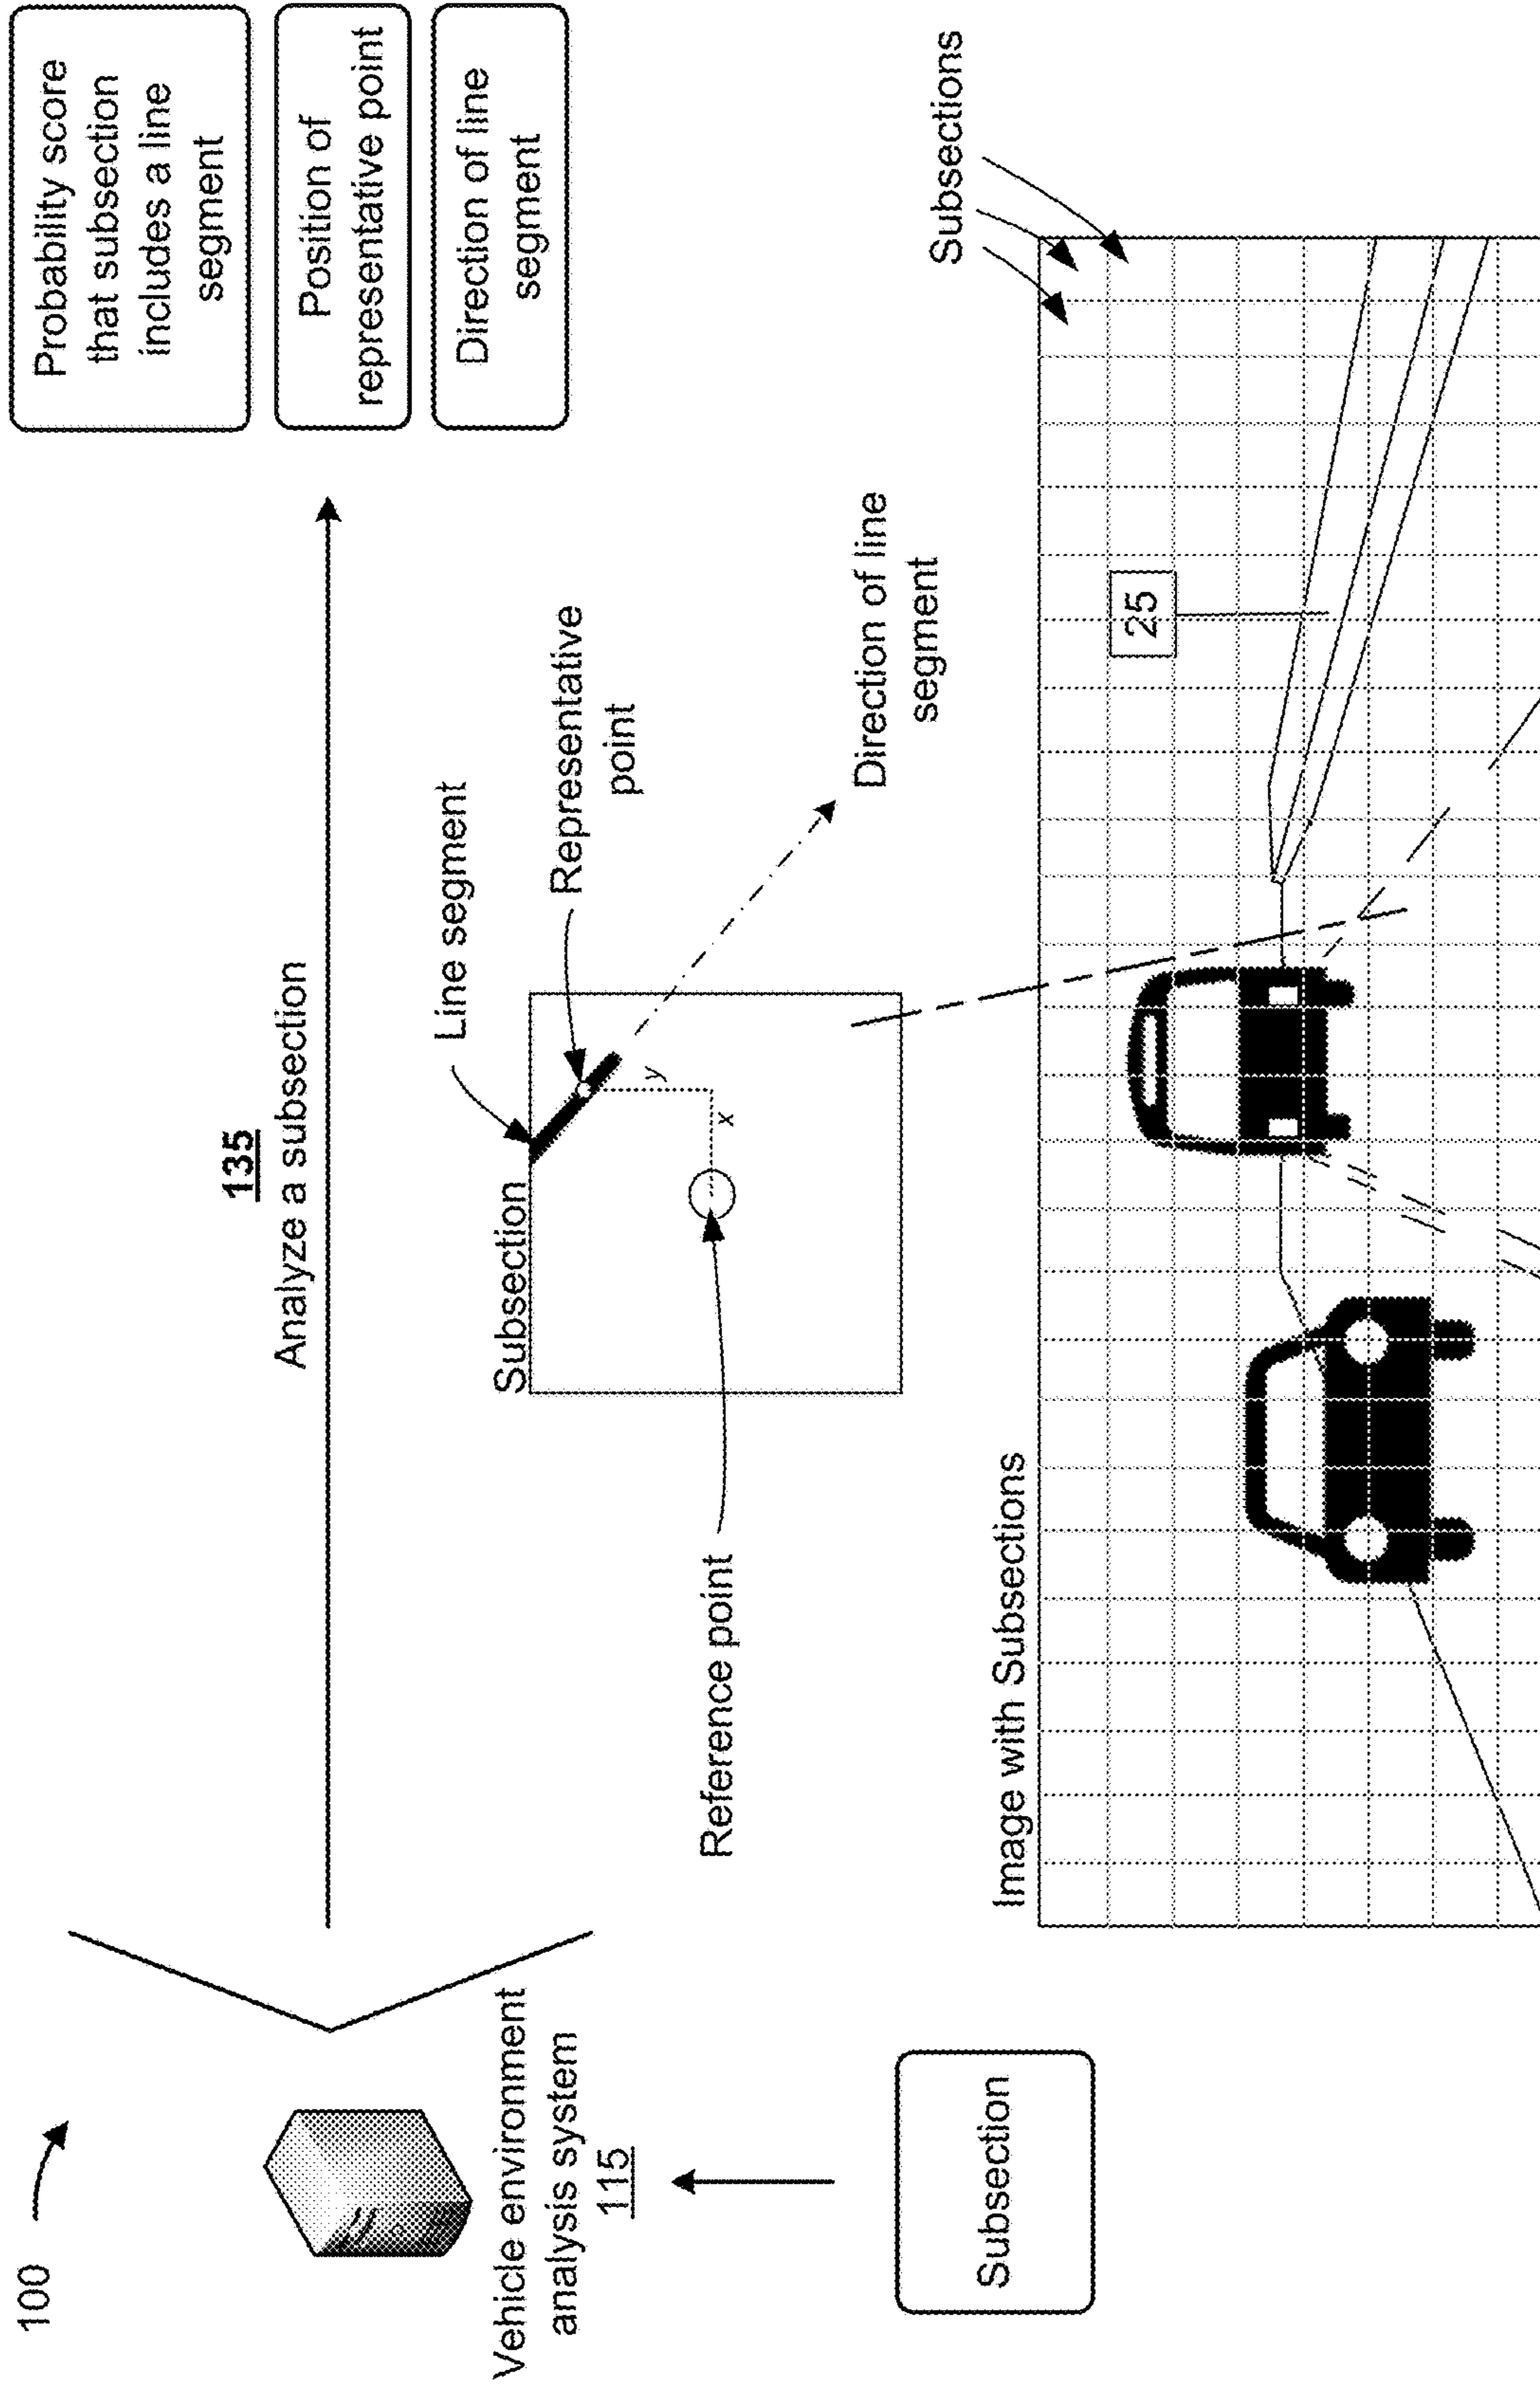 100
135
Analyze a subsection
Probability score
that subsection
includes a line
segment
Position of
representative point
Direction of line
segment
Vehicle environment
analysis system
115
Subsection
Subsection
Line segment
Representative
point
y
x
Reference point
Direction of line
segment
Image with Subsections
Subsections
25